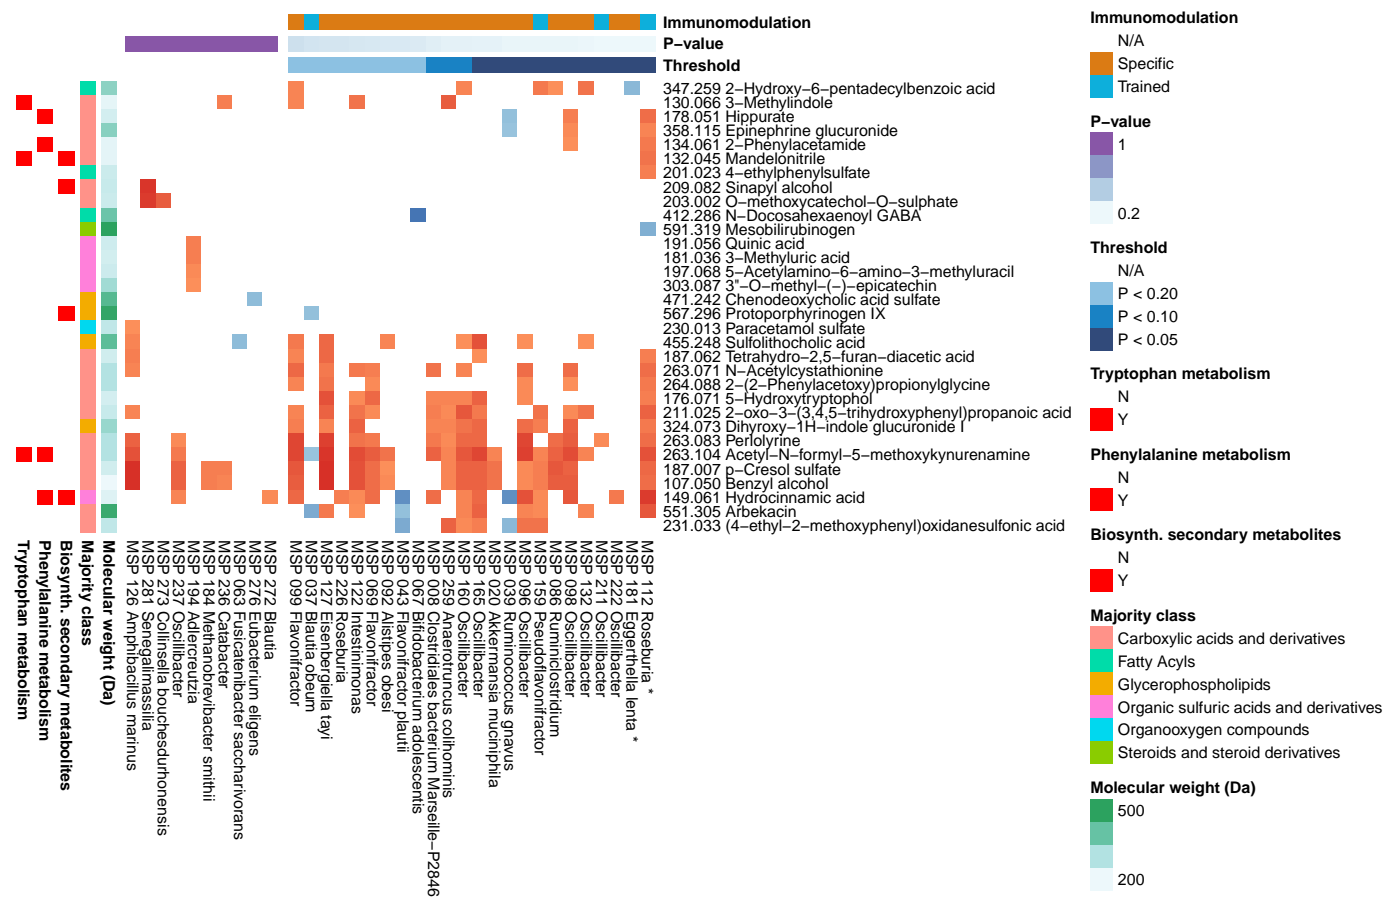 Immunomodulation
P−value
Threshold
347.259 2−Hydroxy−6−pentadecylbenzoic acid
130.066 3−Methylindole
178.051 Hippurate
358.115 Epinephrine glucuronide
134.061 2−Phenylacetamide
132.045 Mandelonitrile
201.023 4−ethylphenylsulfate
209.082 Sinapyl alcohol
203.002 O−methoxycatechol−O−sulphate
412.286 N−Docosahexaenoyl GABA
591.319 Mesobilirubinogen
191.056 Quinic acid
181.036 3−Methyluric acid
197.068 5−Acetylamino−6−amino−3−methyluracil
303.087 3"−O−methyl−(−)−epicatechin
471.242 Chenodeoxycholic acid sulfate
567.296 Protoporphyrinogen IX
230.013 Paracetamol sulfate
455.248 Sulfolithocholic acid
187.062 Tetrahydro−2,5−furan−diacetic acid
263.071 N−Acetylcystathionine
264.088 2−(2−Phenylacetoxy)propionylglycine
176.071 5−Hydroxytryptophol
211.025 2−oxo−3−(3,4,5−trihydroxyphenyl)propanoic acid
324.073 Dihyroxy−1H−indole glucuronide I
263.083 Perlolyrine
263.104 Acetyl−N−formyl−5−methoxykynurenamine
187.007 p−Cresol sulfate
107.050 Benzyl alcohol
149.061 Hydrocinnamic acid
551.305 Arbekacin
231.033 (4−ethyl−2−methoxyphenyl)oxidanesulfonic acid
Tryptophan metabolism
Phenylalanine metabolism
Biosynth. secondary metabolites
Majority class
Molecular weight (Da)
MSP 126 Amphibacillus marinus
MSP 281 Senegalimassilia
MSP 273 Collinsella bouchesdurhonensis
MSP 237 Oscillibacter
MSP 194 Adlercreutzia
MSP 184 Methanobrevibacter smithii
MSP 236 Catabacter
MSP 063 Fusicatenibacter saccharivorans
MSP 276 Eubacterium eligens
MSP 272 Blautia
MSP 099 Flavonifractor
MSP 037 Blautia obeum
MSP 127 Eisenbergiella tayi
MSP 226 Roseburia
MSP 122 Intestinimonas
MSP 069 Flavonifractor
MSP 092 Alistipes obesi
MSP 043 Flavonifractor plautii
MSP 067 Bifidobacterium adolescentis
MSP 008 Clostridiales bacterium Marseille−P2846
MSP 259 Anaerotruncus colihominis
MSP 160 Oscillibacter
MSP 165 Oscillibacter
MSP 020 Akkermansia muciniphila
MSP 039 Ruminococcus gnavus
MSP 096 Oscillibacter
MSP 159 Pseudoflavonifractor
MSP 086 Ruminiclostridium
MSP 098 Oscillibacter
MSP 132 Oscillibacter
MSP 211 Oscillibacter
MSP 222 Oscillibacter
MSP 181 Eggerthella lenta *
MSP 112 Roseburia *
Immunomodulation
N/A
Specific
Trained
P−value
1
0.2
Threshold
N/A
P < 0.20
P < 0.10
P < 0.05
Tryptophan metabolism
N
Y
Phenylalanine metabolism
N
Y
Biosynth. secondary metabolites
N
Y
Majority class
Carboxylic acids and derivatives
Fatty Acyls
Glycerophospholipids
Organic sulfuric acids and derivatives
Organooxygen compounds
Steroids and steroid derivatives
Molecular weight (Da)
500
200